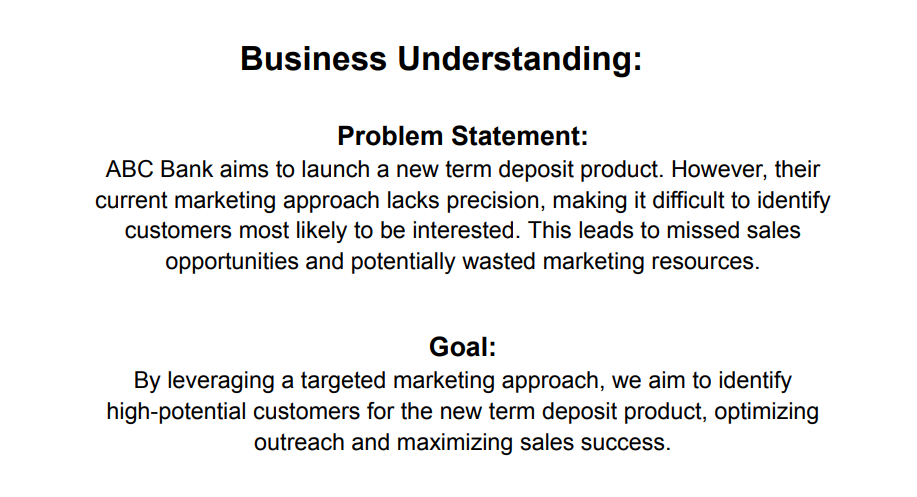 Business Understanding:
Problem Statement:
ABC Bank aims to launch a new term deposit product. However, their
current marketing approach lacks precision, making it difficult to identify
customers most likely to be interested. This leads to missed sales
opportunities and potentially wasted marketing resources.
Goal:
By leveraging a targeted marketing approach, we aim to identify
high-potential customers for the new term deposit product, optimizing
outreach and maximizing sales success.